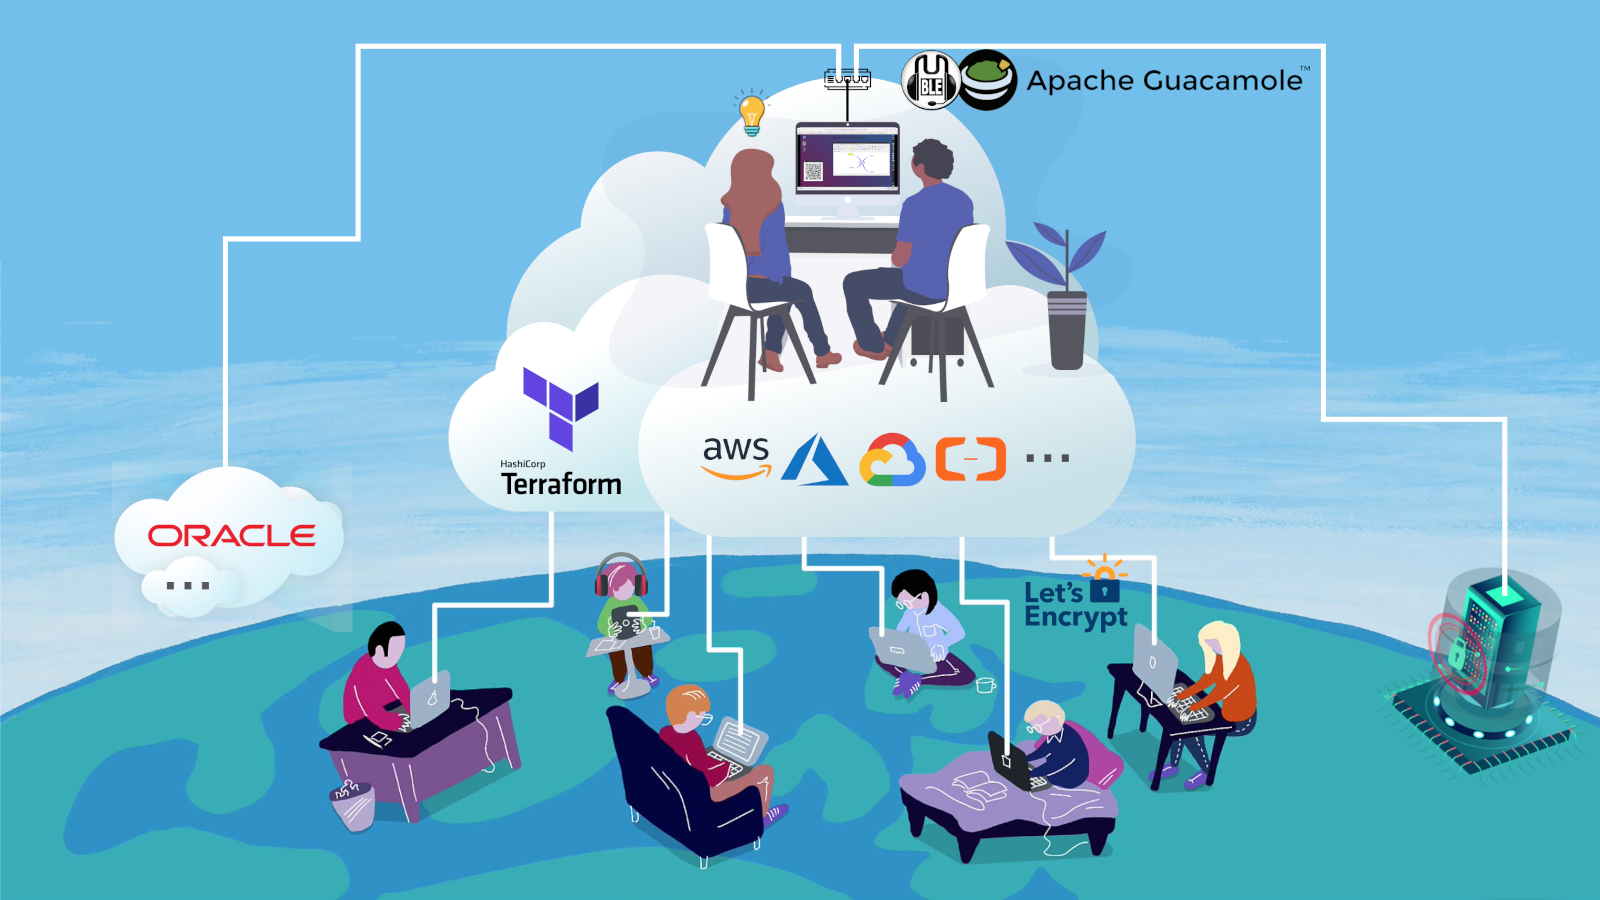 BLE
Apache Guacamole™
aws
HashiCorp
Terraform
ORACLE
Let's
Encrypt